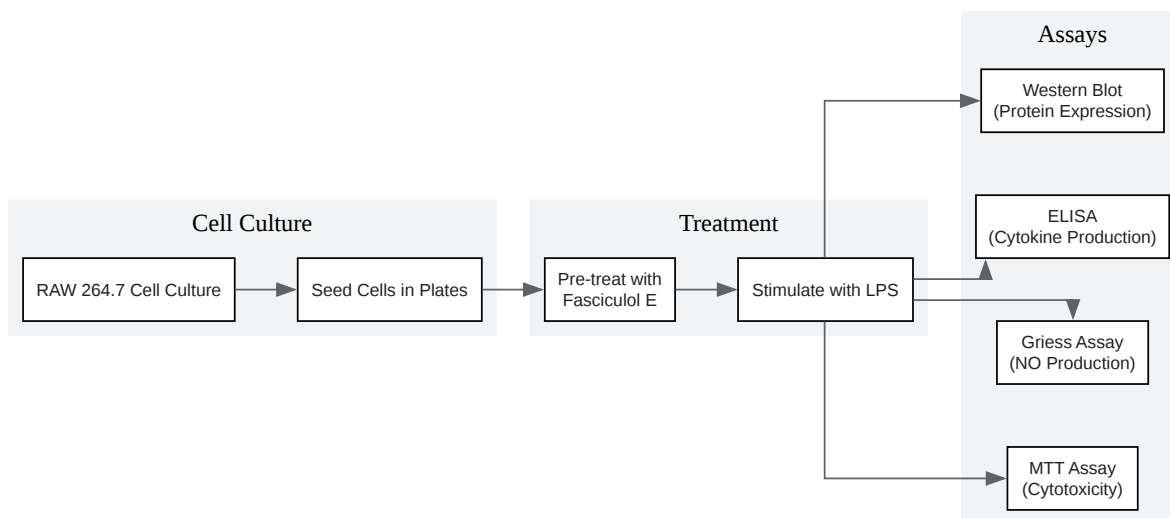 Cell Culture
RAW 264.7 Cell Culture
Seed Cells in Plates
Treatment
Pre-treat with
Fasciculol E
Stimulate with LPS
Assays
Western Blot
(Protein Expression)
ELISA
(Cytokine Production)
Griess Assay
(NO Production)
MTT Assay
(Cytotoxicity)